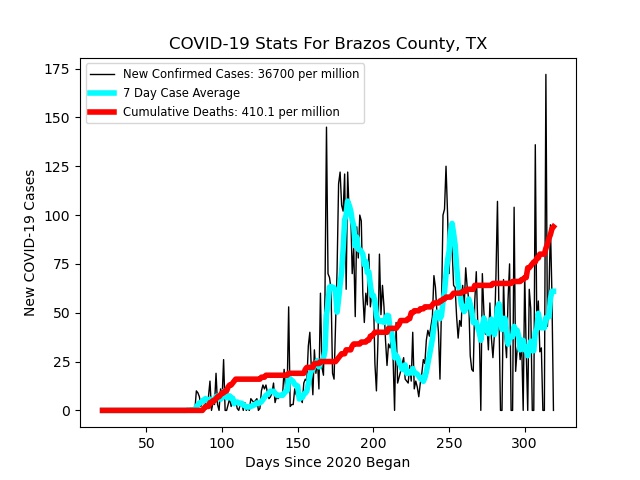 COVID-19 Stats For Brazos County, TX
New Confirmed Cases: 36700 per million
7 Day Case Average
Cumulative Deaths: 410.1 per million
New COVID-19 Cases
175
150
125
100
75
50
25
0
50
100
150
200
250
300
Days Since 2020 Began